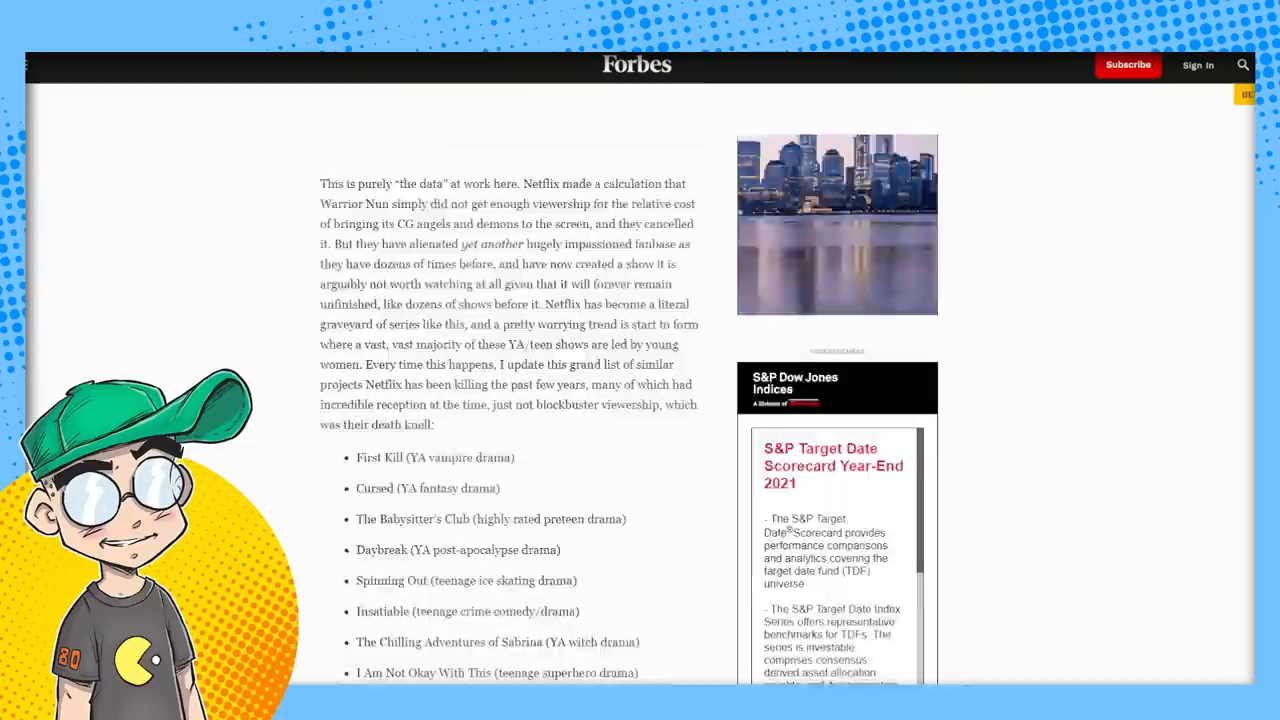 Forbes
Subscribe
Sign In
BE
This is purely “the data” at work here. Netflix made a calculation that
Warrior Nun simply did not get enough viewership for the relative cost
of bringing its CG angels and demons to the screen, and they cancelled
it. But they have alienated yet another hugely impassioned fanbase as
they have dozens of times before, and have now created a show it is
arguably not worth watching at all given that it will forever remain
unfinished, like dozens of shows before it. Netflix has become a literal
graveyard of series like this, and a pretty worrying trend is start to form
where a vast, vast majority of these YA/teen shows are led by young
women. Every time this happens, I update this grand list of similar
projects Netflix has been killing the past few years, many of which had
incredible reception at the time, just not blockbuster viewership, which
was their death knell:
• First Kill (YA vampire drama)
• Cursed (YA fantasy drama)
• The Babysitter’s Club (highly rated preteen drama)
• Daybreak (YA post-apocalypse drama)
• Spinning Out (teenage ice skating drama)
• Insatiable (teenage crime comedy/drama)
• The Chilling Adventures of Sabrina (YA witch drama)
• I Am Not Okay With This (teenage superhero drama)
ADVERTISEMENT
S&P Dow Jones
Indices
A Division of
S&P Target Date
Scorecard Year-End
2021
- The S&P Target
Date®Scorecard provides
performance comparisons
and analytics covering the
target date fund (TDF)
universe
- The S&P Target Date Index
Series offers representative
benchmarks for TDFs. The
series is investable
comprises consensus
derived asset allocation
80